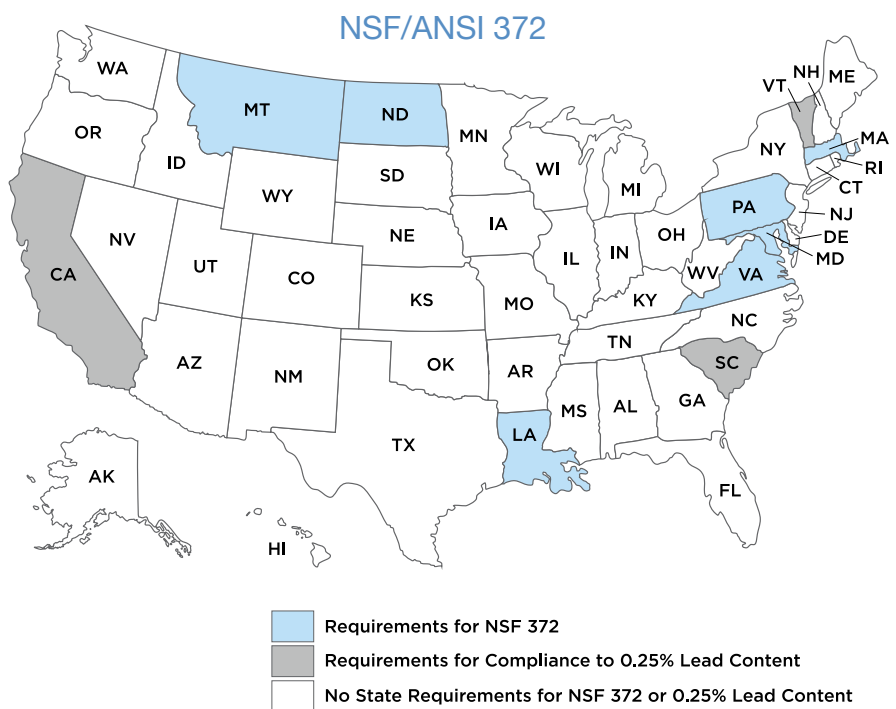 NSF/ANSI 372
WA
MT
ND
MN
VT
NH
ME
OR
ID
SD
WI
MI
NY
MA
RI
CT
WY
IA
PA
NJ
NV
NE
IL
IN
OH
DE
MD
CA
UT
CO
KS
MO
KY
WV
VA
AZ
NM
OK
AR
TN
NC
SC
TX
LA
MS
AL
GA
AK
HI
FL
Requirements for NSF 372
Requirements for Compliance to 0.25% Lead Content
No State Requirements for NSF 372 or 0.25% Lead Content